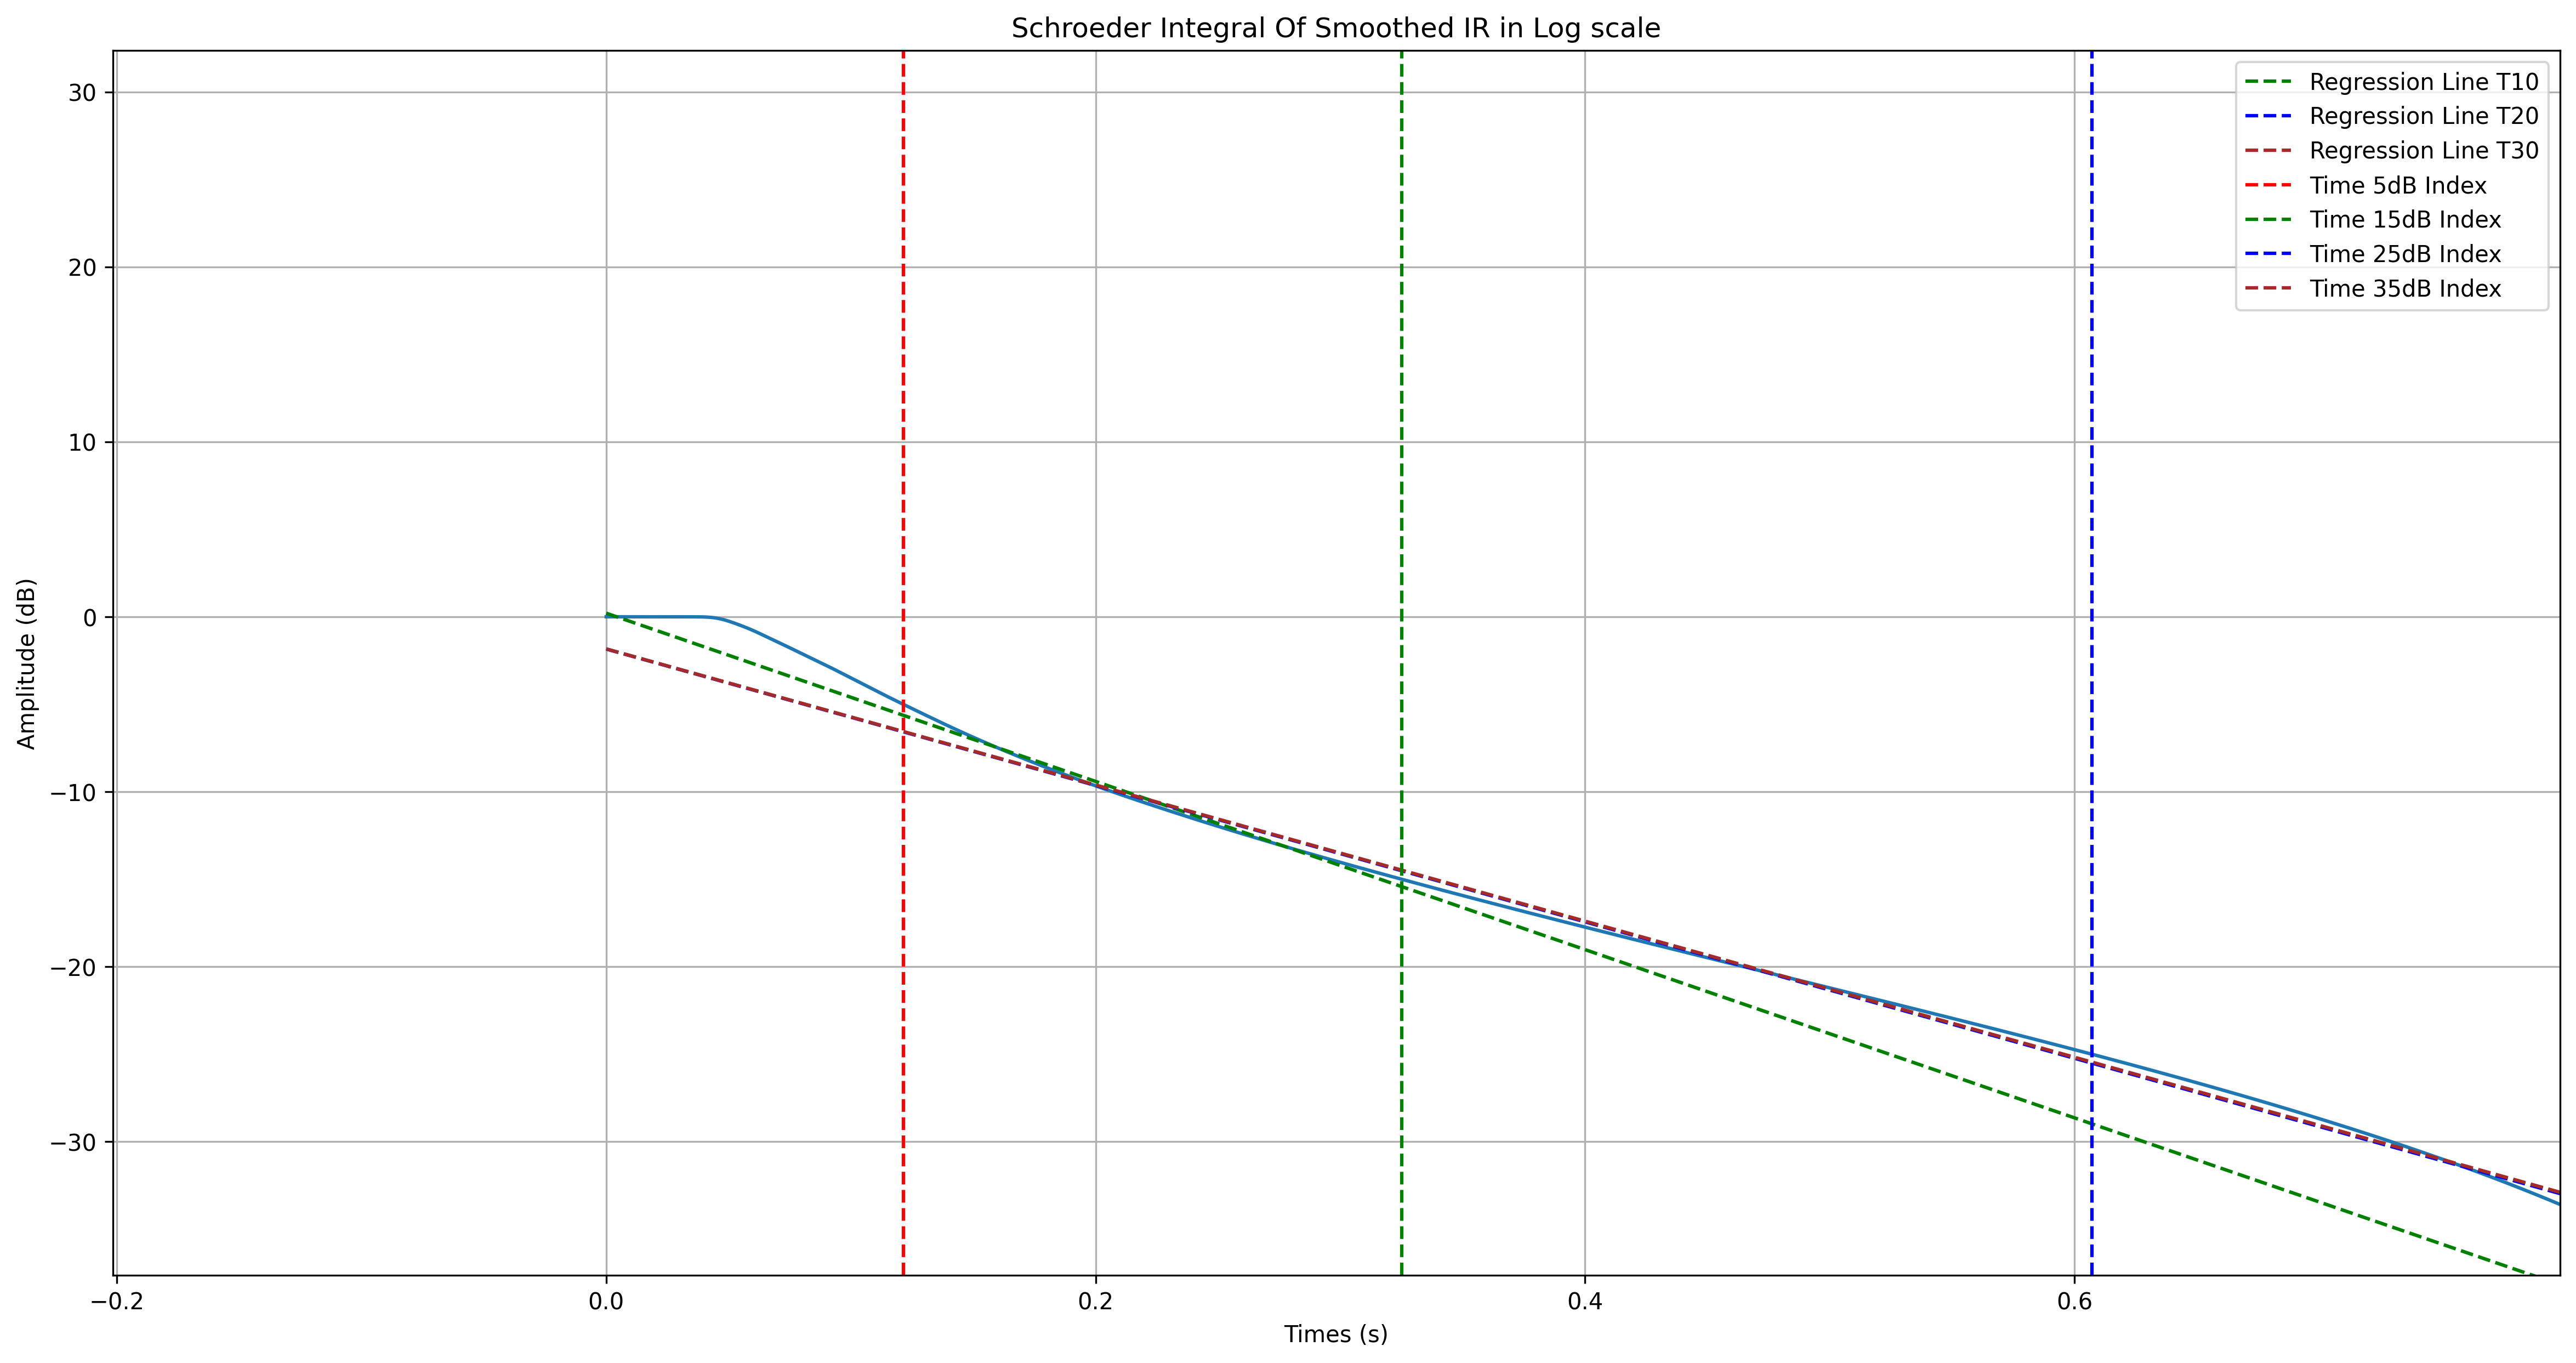 Schroeder Integral Of Smoothed IR in Log scale
Regression Line T10
Regression Line T20
Regression Line T30
Time 5dB Index
Time 15dB Index
Time 25dB Index
Time 35dB Index
Amplitude (dB)
30
20
10
0
−10
−20
−30
−0.2
0.0
0.2
0.4
0.6
Times (s)